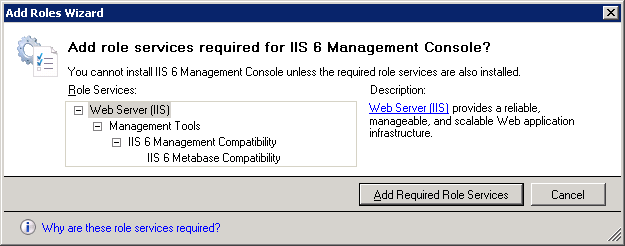 Add Roles Wizard
Add role services required for IIS 6 Management Console?
You cannot install IIS 6 Management Console unless the required role services are also installed.
Role Services:
Web Server (IIS)
Management Tools
IIS 6 Management Compatibility
IIS 6 Metabase Compatibility
Description:
Web Server (IIS) provides a reliable,
manageable, and scalable Web application
infrastructure.
Add Required Role Services
Cancel
Why are these role services required?